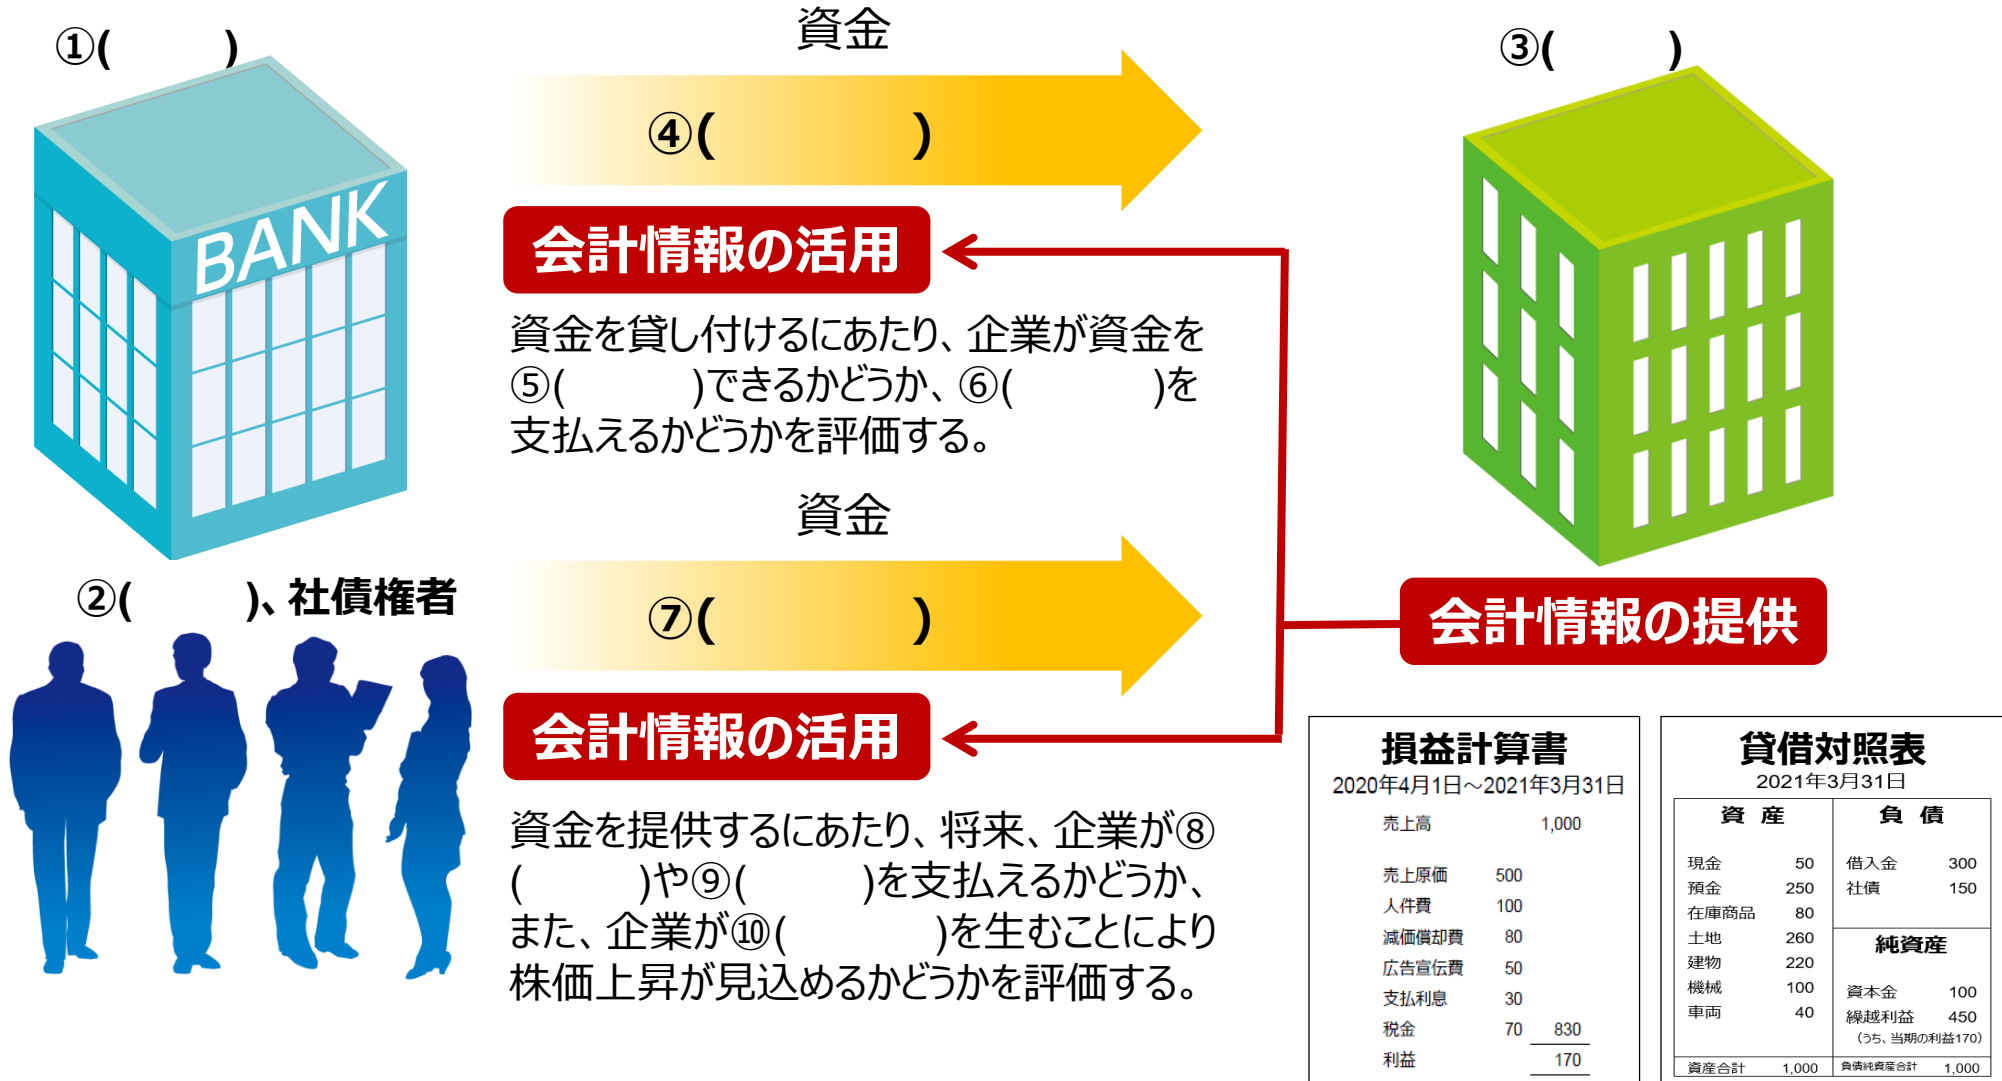 ①(　　　)
BANK
資金
④(　　　　　)
会計情報の活用
資金を貸し付けるにあたり、企業が資金を
⑤(　　　　)できるかどうか、⑥(　　　　)を
支払えるかどうかを評価する。
②(　　　)、社債権者
資金
⑦(　　　　　)
会計情報の活用
資金を提供するにあたり、将来、企業が⑧
(　　　)や⑨(　　　)を支払えるかどうか、
また、企業が⑩(　　　　)を生むことにより
株価上昇が見込めるかどうかを評価する。
③(　　　)
会計情報の提供
損益計算書
2020年4月1日～2021年3月31日
売上高 1,000
売上原価 500
人件費 100
減価償却費 80
広告宣伝費 50
支払利息 30
税金 70 830
利益 170
貸借対照表
2021年3月31日
資 産 負 債
現金 50 借入金 300
預金 250 社債 150
在庫商品 80
土地 260 純資産
建物 220
機械 100 資本金 100
車両 40 繰越利益 450
（うち、当期の利益170）
資産合計 1,000 負債純資産合計 1,000